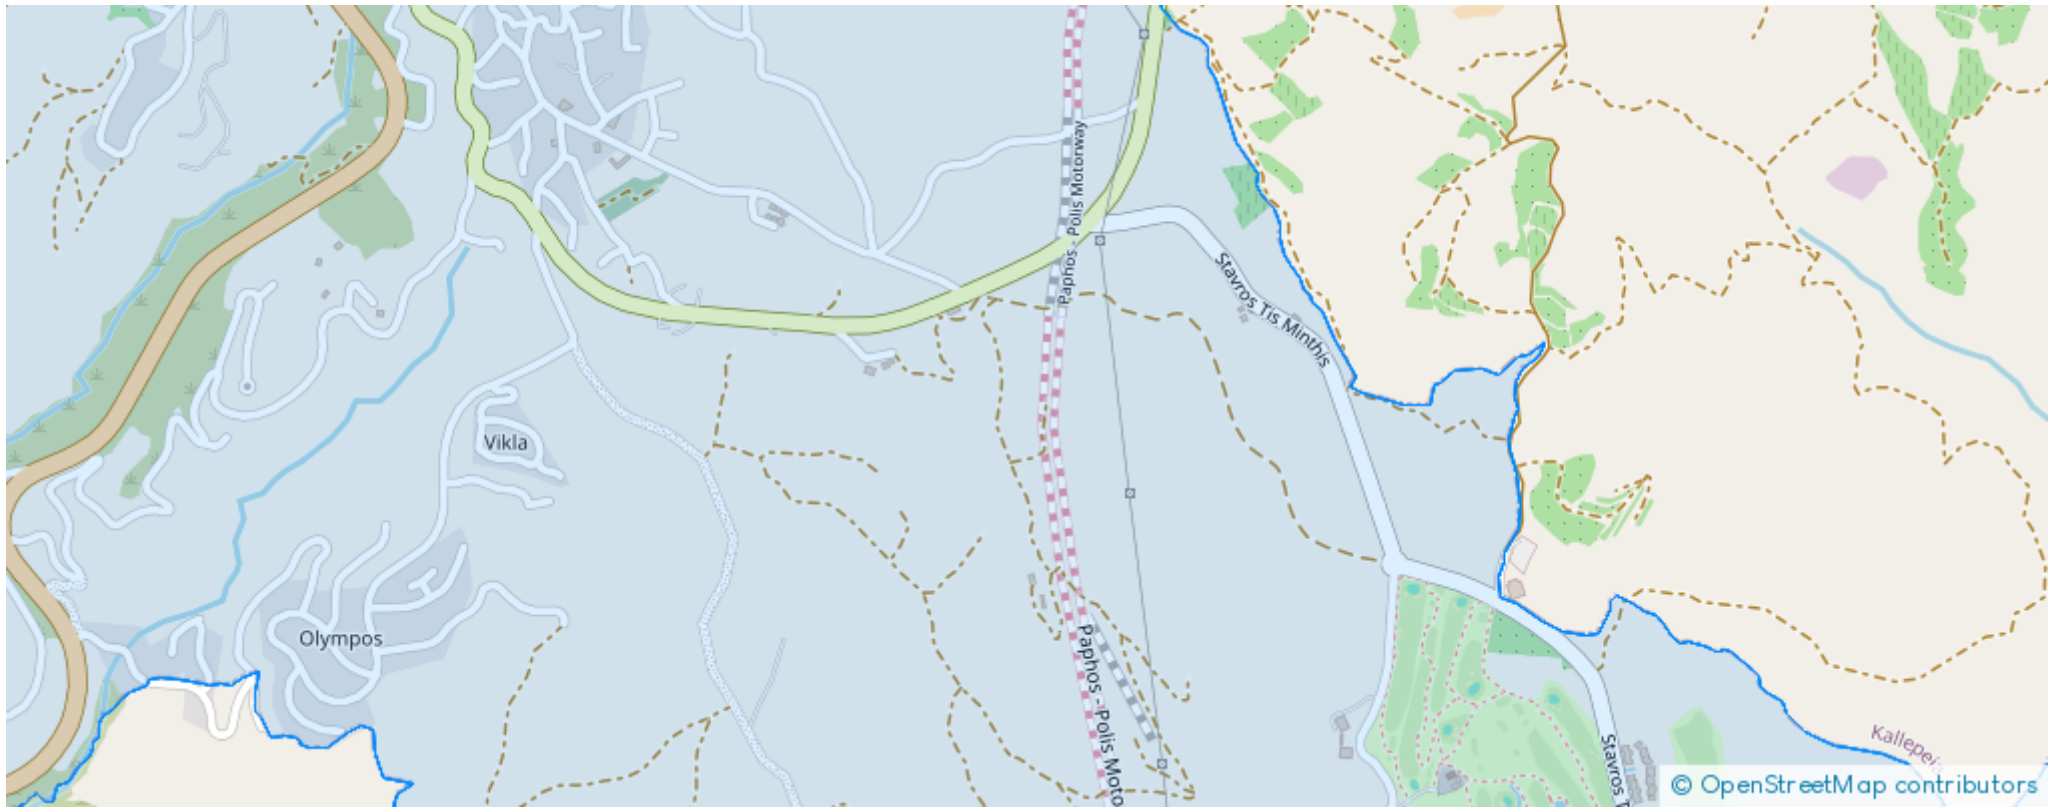 Paphos - Polis Motorway
Stavros Tis Minthis
Vikla
Olympos
Paphos - Polis Moto
Stavros T
Kallepei
© OpenStreetMap contributors